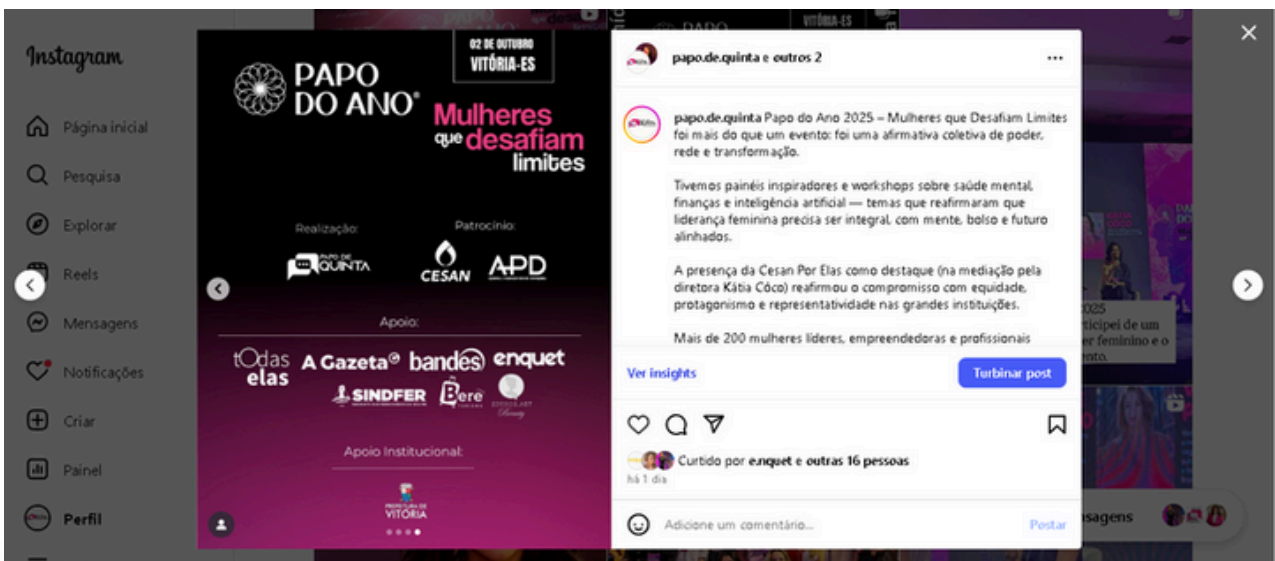 Instagram
Página inicial
Pesquisa
Explorar
Reels
Mensagens
Notificações
Criar
Painel
Perfil
VITÓRIA-ES
02 DE OUTUBRO
VITÓRIA-ES
PAPO
DO ANO
Mulheres
que desafiam
limites
Realização:
PAPO DE
QUINTA
Patrocínio:
CESAN
APD
Apoio:
tOdas
elas
A Gazeta
bandes
enquet
SINDFER
Berê
Beauty
Apoio Institucional:
PREFEITURA DE
VITÓRIA
papo.de.quinta e outros 2
papo.de.quinta Papo do Ano 2025 – Mulheres que Desafiam Limites
foi mais do que um evento: foi uma afirmativa coletiva de poder,
rede e transformação.
Tivemos painéis inspiradores e workshops sobre saúde mental,
finanças e inteligência artificial — temas que reafirmaram que
liderança feminina precisa ser integral, com mente, bolso e futuro
alinhados.
A presença da Cesan Por Elas como destaque (na mediação pela
diretora Kátia Côco) reafirmou o compromisso com equidade,
protagonismo e representatividade nas grandes instituições.
Mais de 200 mulheres líderes, empreendedoras e profissionais
Ver insights
Turbinar post
Curtido por e.nquet e outras 16 pessoas
há 1 dia
Adicione um comentário...
Postar
2025
rticipei de um
er feminino e o
ento.
nsagens